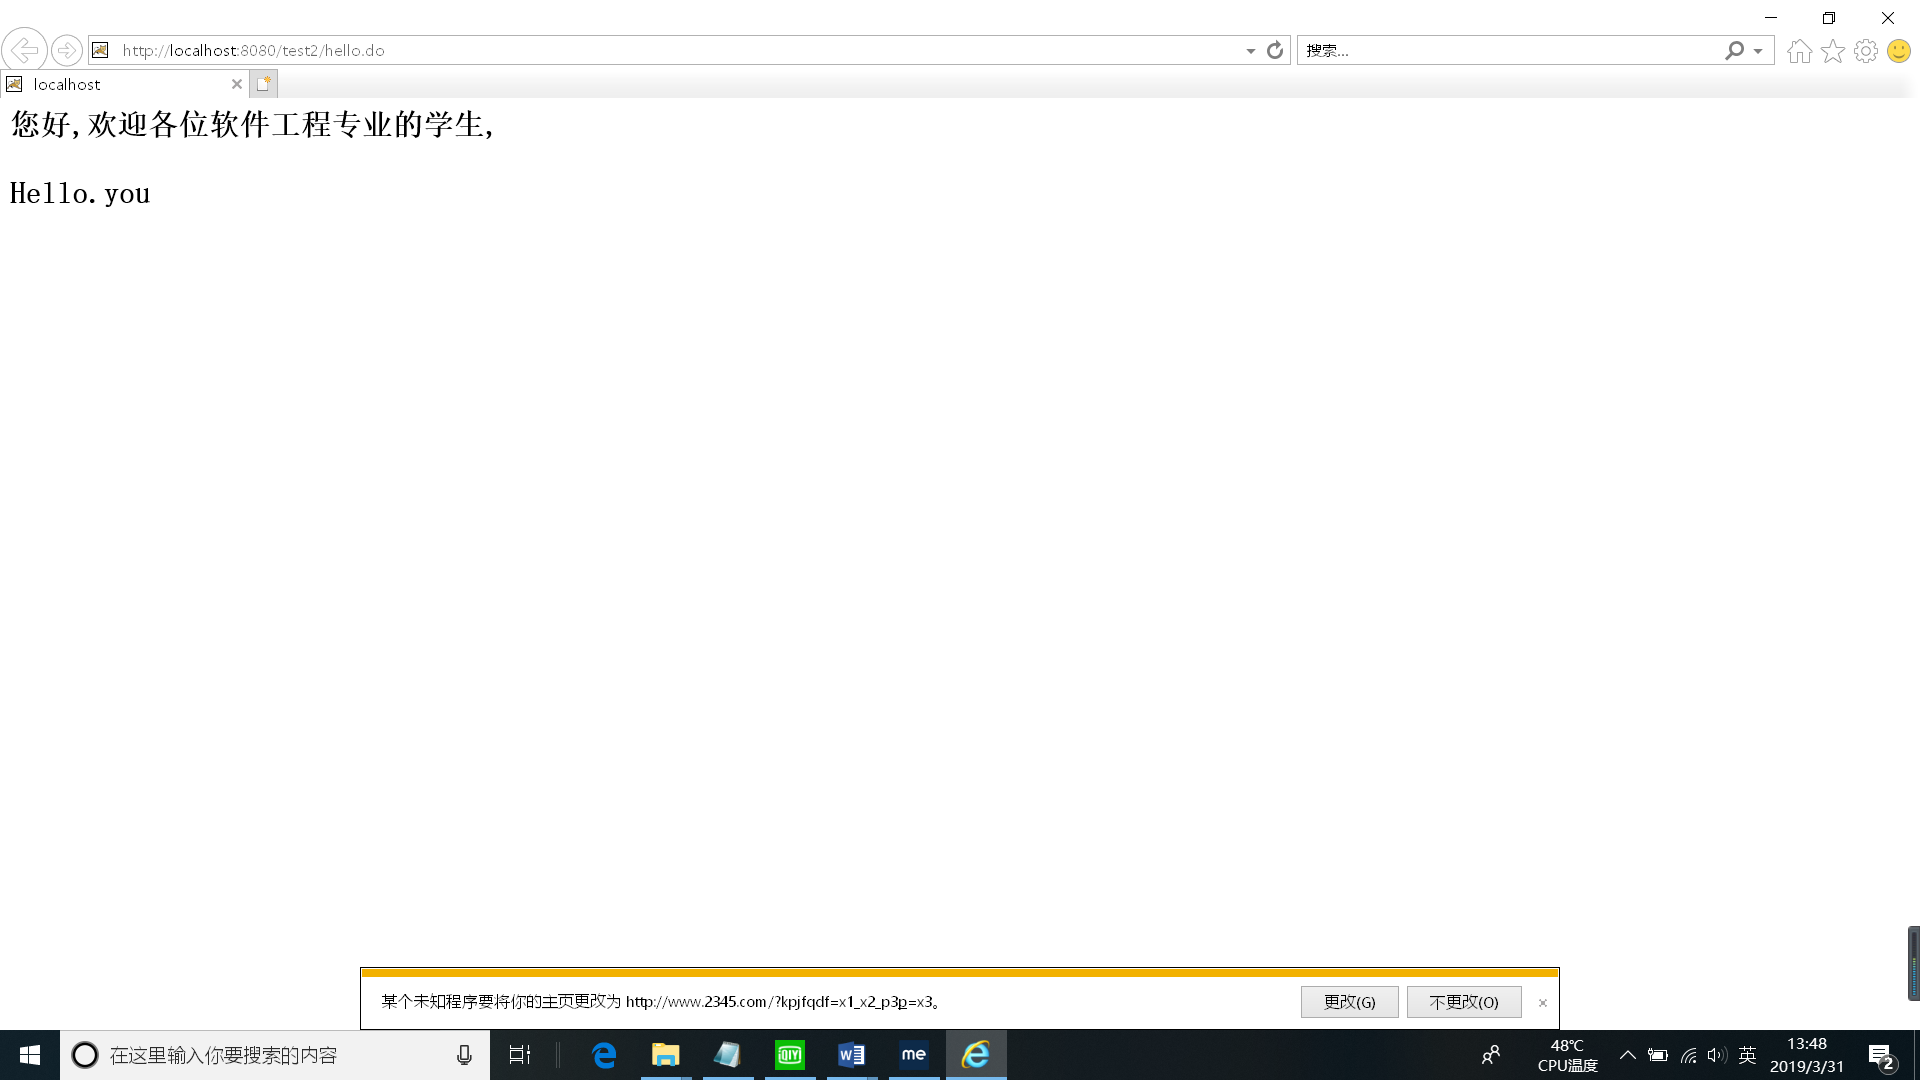 http://localhost:8080/test2/hello.do
搜索...
localhost
您好,欢迎各位软件工程专业的学生,
Hello.you
某个未知程序要将你的主页更改为 http://www.2345.com/?kpjfqdf=x1_x2_p3p=x3。
更改(G)
不更改(O)
在这里输入你要搜索的内容
QIY
W
me
48℃
CPU温度
英
13:48
2019/3/31
2